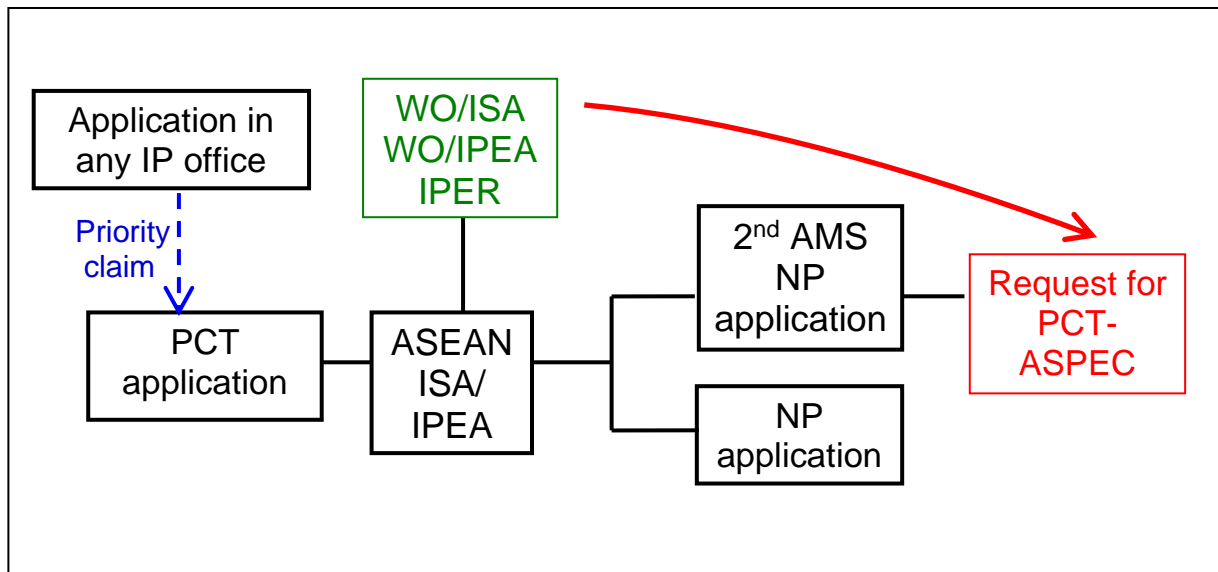 Application in
any IP office
Priority
claim
PCT
application
WO/ISA
WO/IPEA
IPER
ASEAN
ISA/
IPEA
2nd AMS
NP
application
NP
application
Request for
PCT-
ASPEC